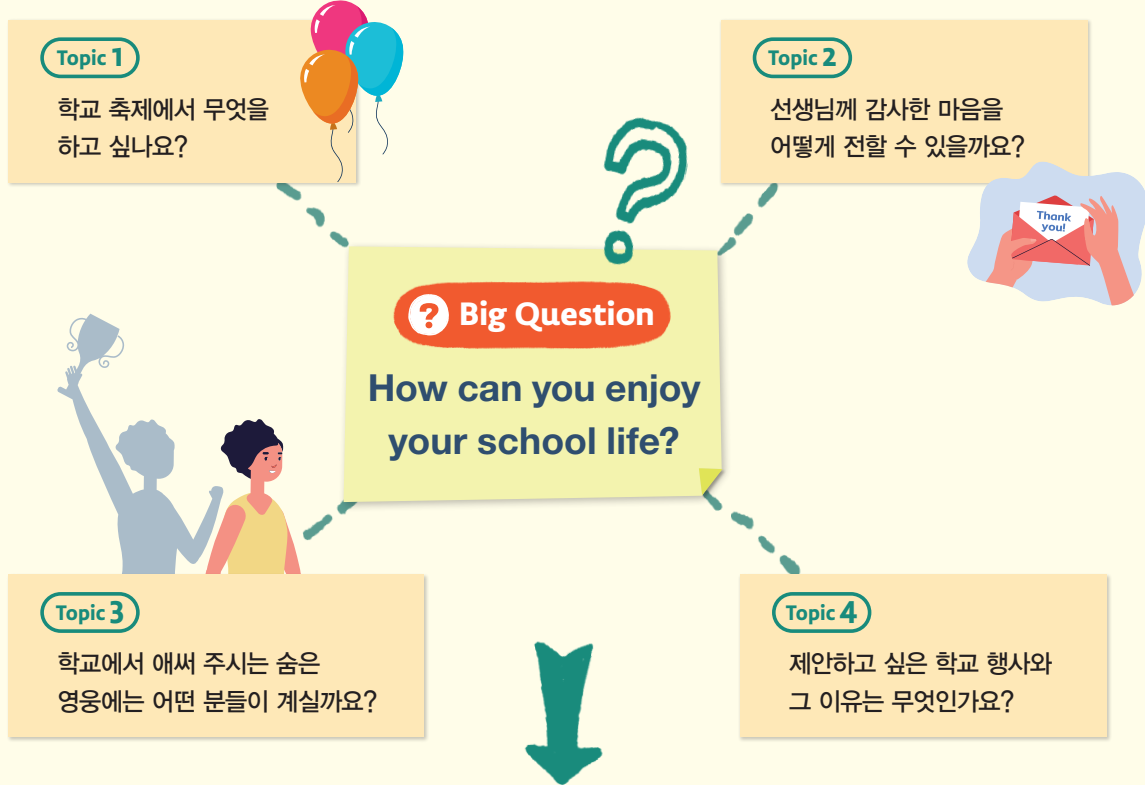 Topic 1
학교 축제에서 무엇을
하고 싶나요?
Topic 2
선생님께 감사한 마음을
어떻게 전할 수 있을까요?
Thank
you!
? Big Question
How can you enjoy
your school life?
Topic 3
학교에서 애써 주시는 숨은
영웅에는 어떤 분들이 계실까요?
Topic 4
제안하고 싶은 학교 행사와
그 이유는 무엇인가요?